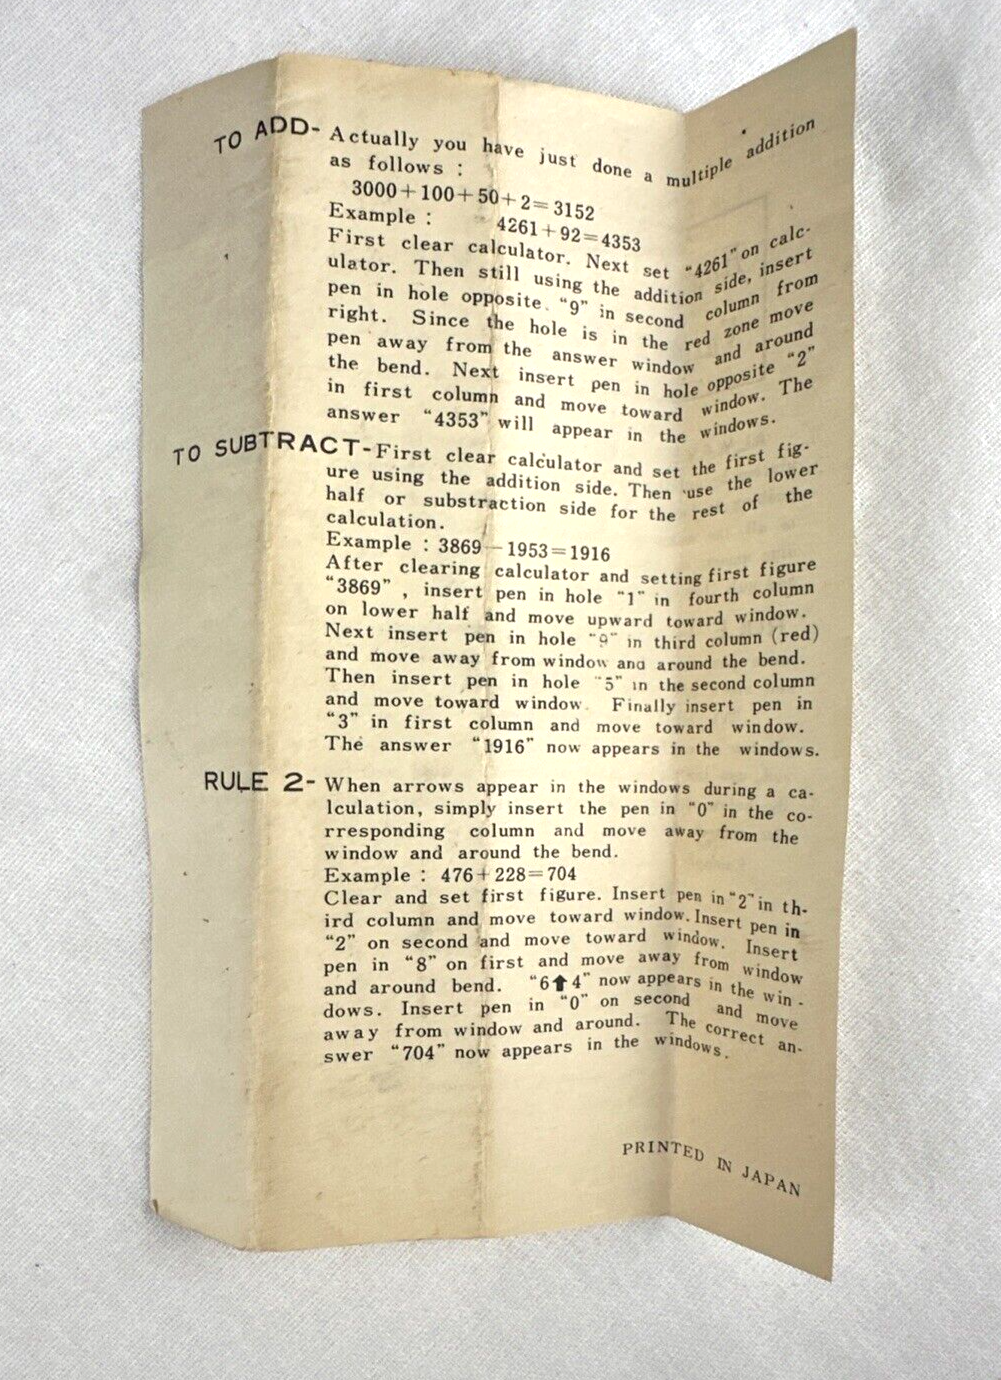 TO ADD- Actually you have just done a multiple addition
as follows :
3000+100+50+2=3152
Example : 4261+92=4353
First clear calculator. Next set "4261" on calc-
ulator. Then still using the addition side, insert
pen in hole opposite. "9" in second column from
right. Since the hole is in the red zone move
pen away from the answer window and around
the bend. Next insert pen in hole opposite "2"
in first column and move toward window. The
answer "4353" will appear in the windows.
TO SUBTRACT- First clear calculator and set the first fig-
ure using the addition side. Then use the lower
half or substraction side for the rest of the
calculation.
Example : 3869-1953=1916
After clearing calculator and setting first figure
"3869" , insert pen in hole "1" in fourth column
on lower half and move upward toward window.
Next insert pen in hole "9" in third column (red)
and move away from window and around the bend.
Then insert pen in hole "5" in the second column
and move toward window. Finally insert pen in
"3" in first column and move toward window.
The answer "1916" now appears in the windows.
RULE 2- When arrows appear in the windows during a ca-
lculation, simply insert the pen in "0" in the co-
rresponding column and move away from the
window and around the bend.
Example : 476+228=704
Clear and set first figure. Insert pen in "2" in th-
ird column and move toward window. Insert pen in
"2" on second and move toward window. Insert
pen in "8" on first and move away from window
and around bend. "6⬆4" now appears in the win-
dows. Insert pen in "0" on second and move
away from window and around. The correct an-
swer "704" now appears in the windows.
PRINTED IN JAPAN